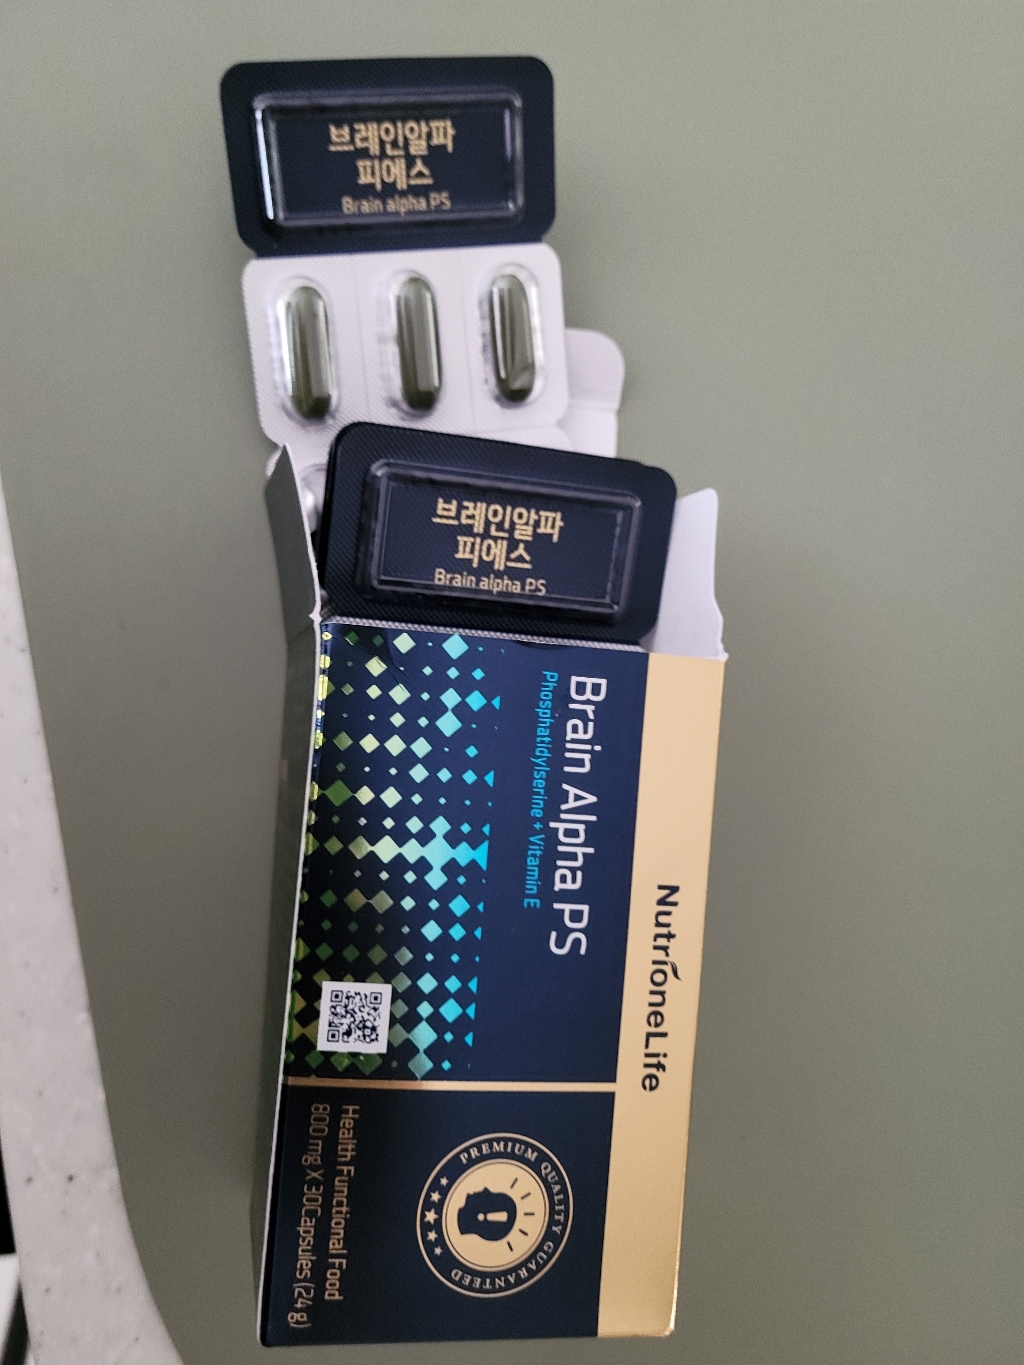 브레인알파
피에스
Brain alpha PS
브레인알파
피에스
Brain alpha PS
NutrioneLife
Brain Alpha PS
Phosphatidylserine + Vitamin E
PREMIUM QUALITY GUARANTEED
Health Functional Food
800 mg X 30Capsules (24 g)